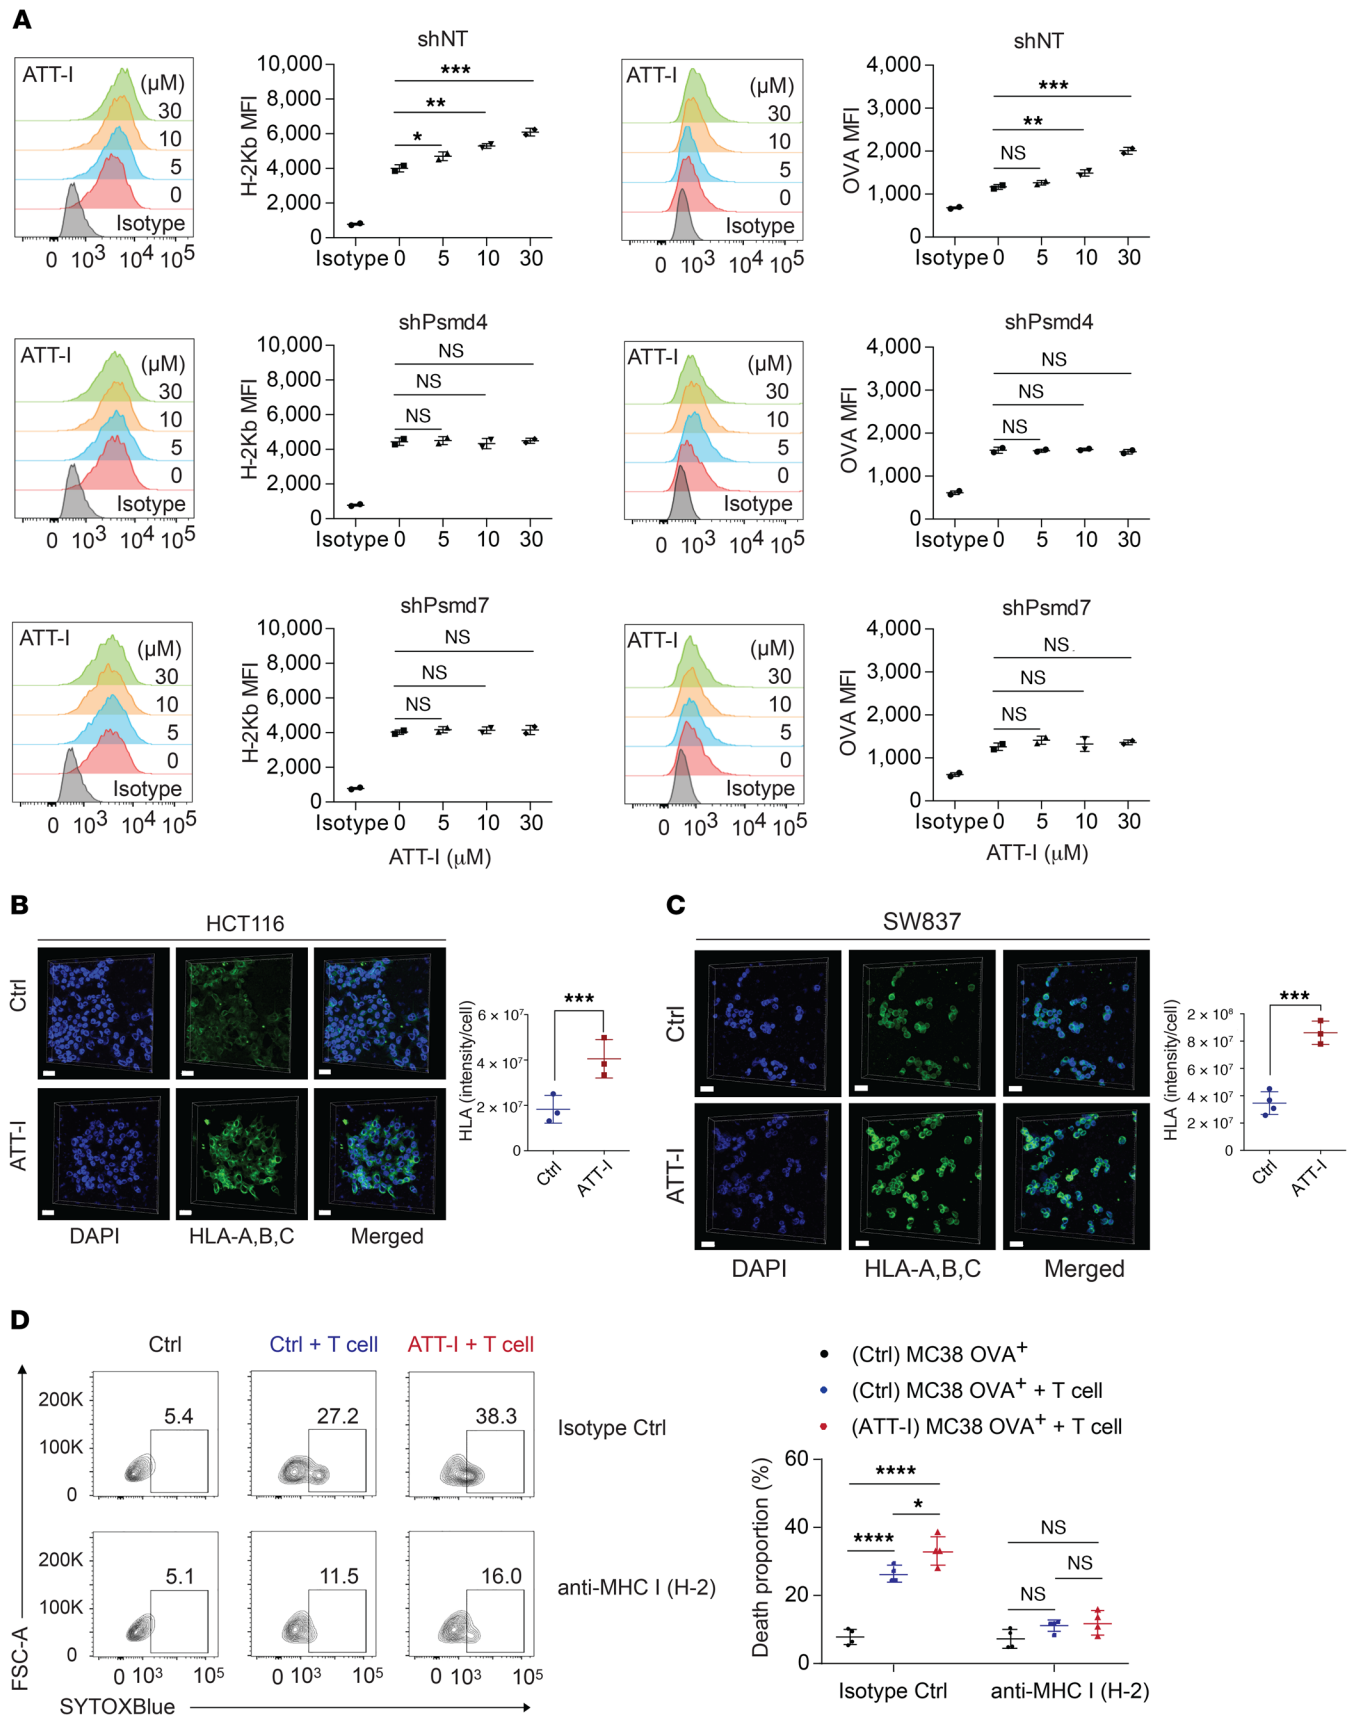 A
ATT-I (μM)
30
10
5
0
Isotype
0 10³ 10⁴ 10⁵
shNT
H-2Kb MFI
10,000
8,000
6,000
4,000
2,000
0
***
**
*
Isotype 0 5 10 30
ATT-I (μM)
30
10
5
0
Isotype
0 10³ 10⁴ 10⁵
shNT
OVA MFI
4,000
3,000
2,000
1,000
0
***
**
NS
Isotype 0 5 10 30
ATT-I (μM)
30
10
5
0
Isotype
0 10³ 10⁴ 10⁵
shPsmd4
H-2Kb MFI
10,000
8,000
6,000
4,000
2,000
0
NS
NS
NS
Isotype 0 5 10 30
ATT-I (μM)
30
10
5
0
Isotype
0 10³ 10⁴ 10⁵
shPsmd4
OVA MFI
4,000
3,000
2,000
1,000
0
NS
NS
NS
Isotype 0 5 10 30
ATT-I (μM)
30
10
5
0
Isotype
0 10³ 10⁴ 10⁵
shPsmd7
H-2Kb MFI
10,000
8,000
6,000
4,000
2,000
0
NS
NS
NS
Isotype 0 5 10 30
ATT-I (μM)
ATT-I (μM)
30
10
5
0
Isotype
0 10³ 10⁴ 10⁵
shPsmd7
OVA MFI
4,000
3,000
2,000
1,000
0
NS
NS
NS
Isotype 0 5 10 30
ATT-I (μM)
B
HCT116
Ctrl
ATT-I
DAPI HLA-A,B,C Merged
HLA (intensity/cell)
6 × 10⁷
4 × 10⁷
2 × 10⁷
0
***
Ctrl ATT-I
C
SW837
Ctrl
ATT-I
DAPI HLA-A,B,C Merged
HLA (intensity/cell)
2 × 10⁸
8 × 10⁷
6 × 10⁷
4 × 10⁷
2 × 10⁷
0
***
Ctrl ATT-I
D
Ctrl Ctrl + T cell ATT-I + T cell
FSC-A
200K
100K
0
5.4 27.2 38.3
Isotype Ctrl
0 10³ 10⁵ 0 10³ 10⁵ 0 10³ 10⁵
200K
100K
0
5.1 11.5 16.0
anti-MHC I (H-2)
0 10³ 10⁵ 0 10³ 10⁵ 0 10³ 10⁵
SYTOXBlue
(Ctrl) MC38 OVA⁺
(Ctrl) MC38 OVA⁺ + T cell
(ATT-I) MC38 OVA⁺ + T cell
Death proportion (%)
60
40
20
0
****
*
****
NS
NS
NS
Isotype Ctrl anti-MHC I (H-2)